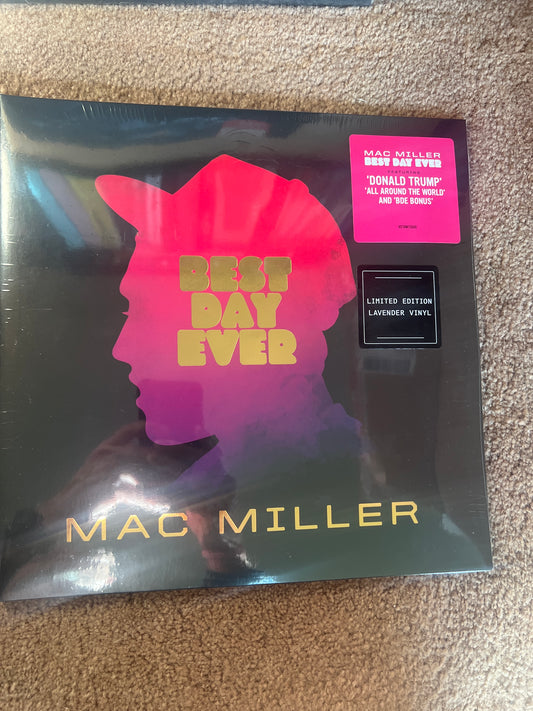 MAC MILLER
BEST DAY EVER
FEATURING
'DONALD TRUMP'
'ALL AROUND THE WORLD'
AND 'BDE BONUS'
LIMITED EDITION
LAVENDER VINYL
BEST
DAY
EVER
MAC MILLER